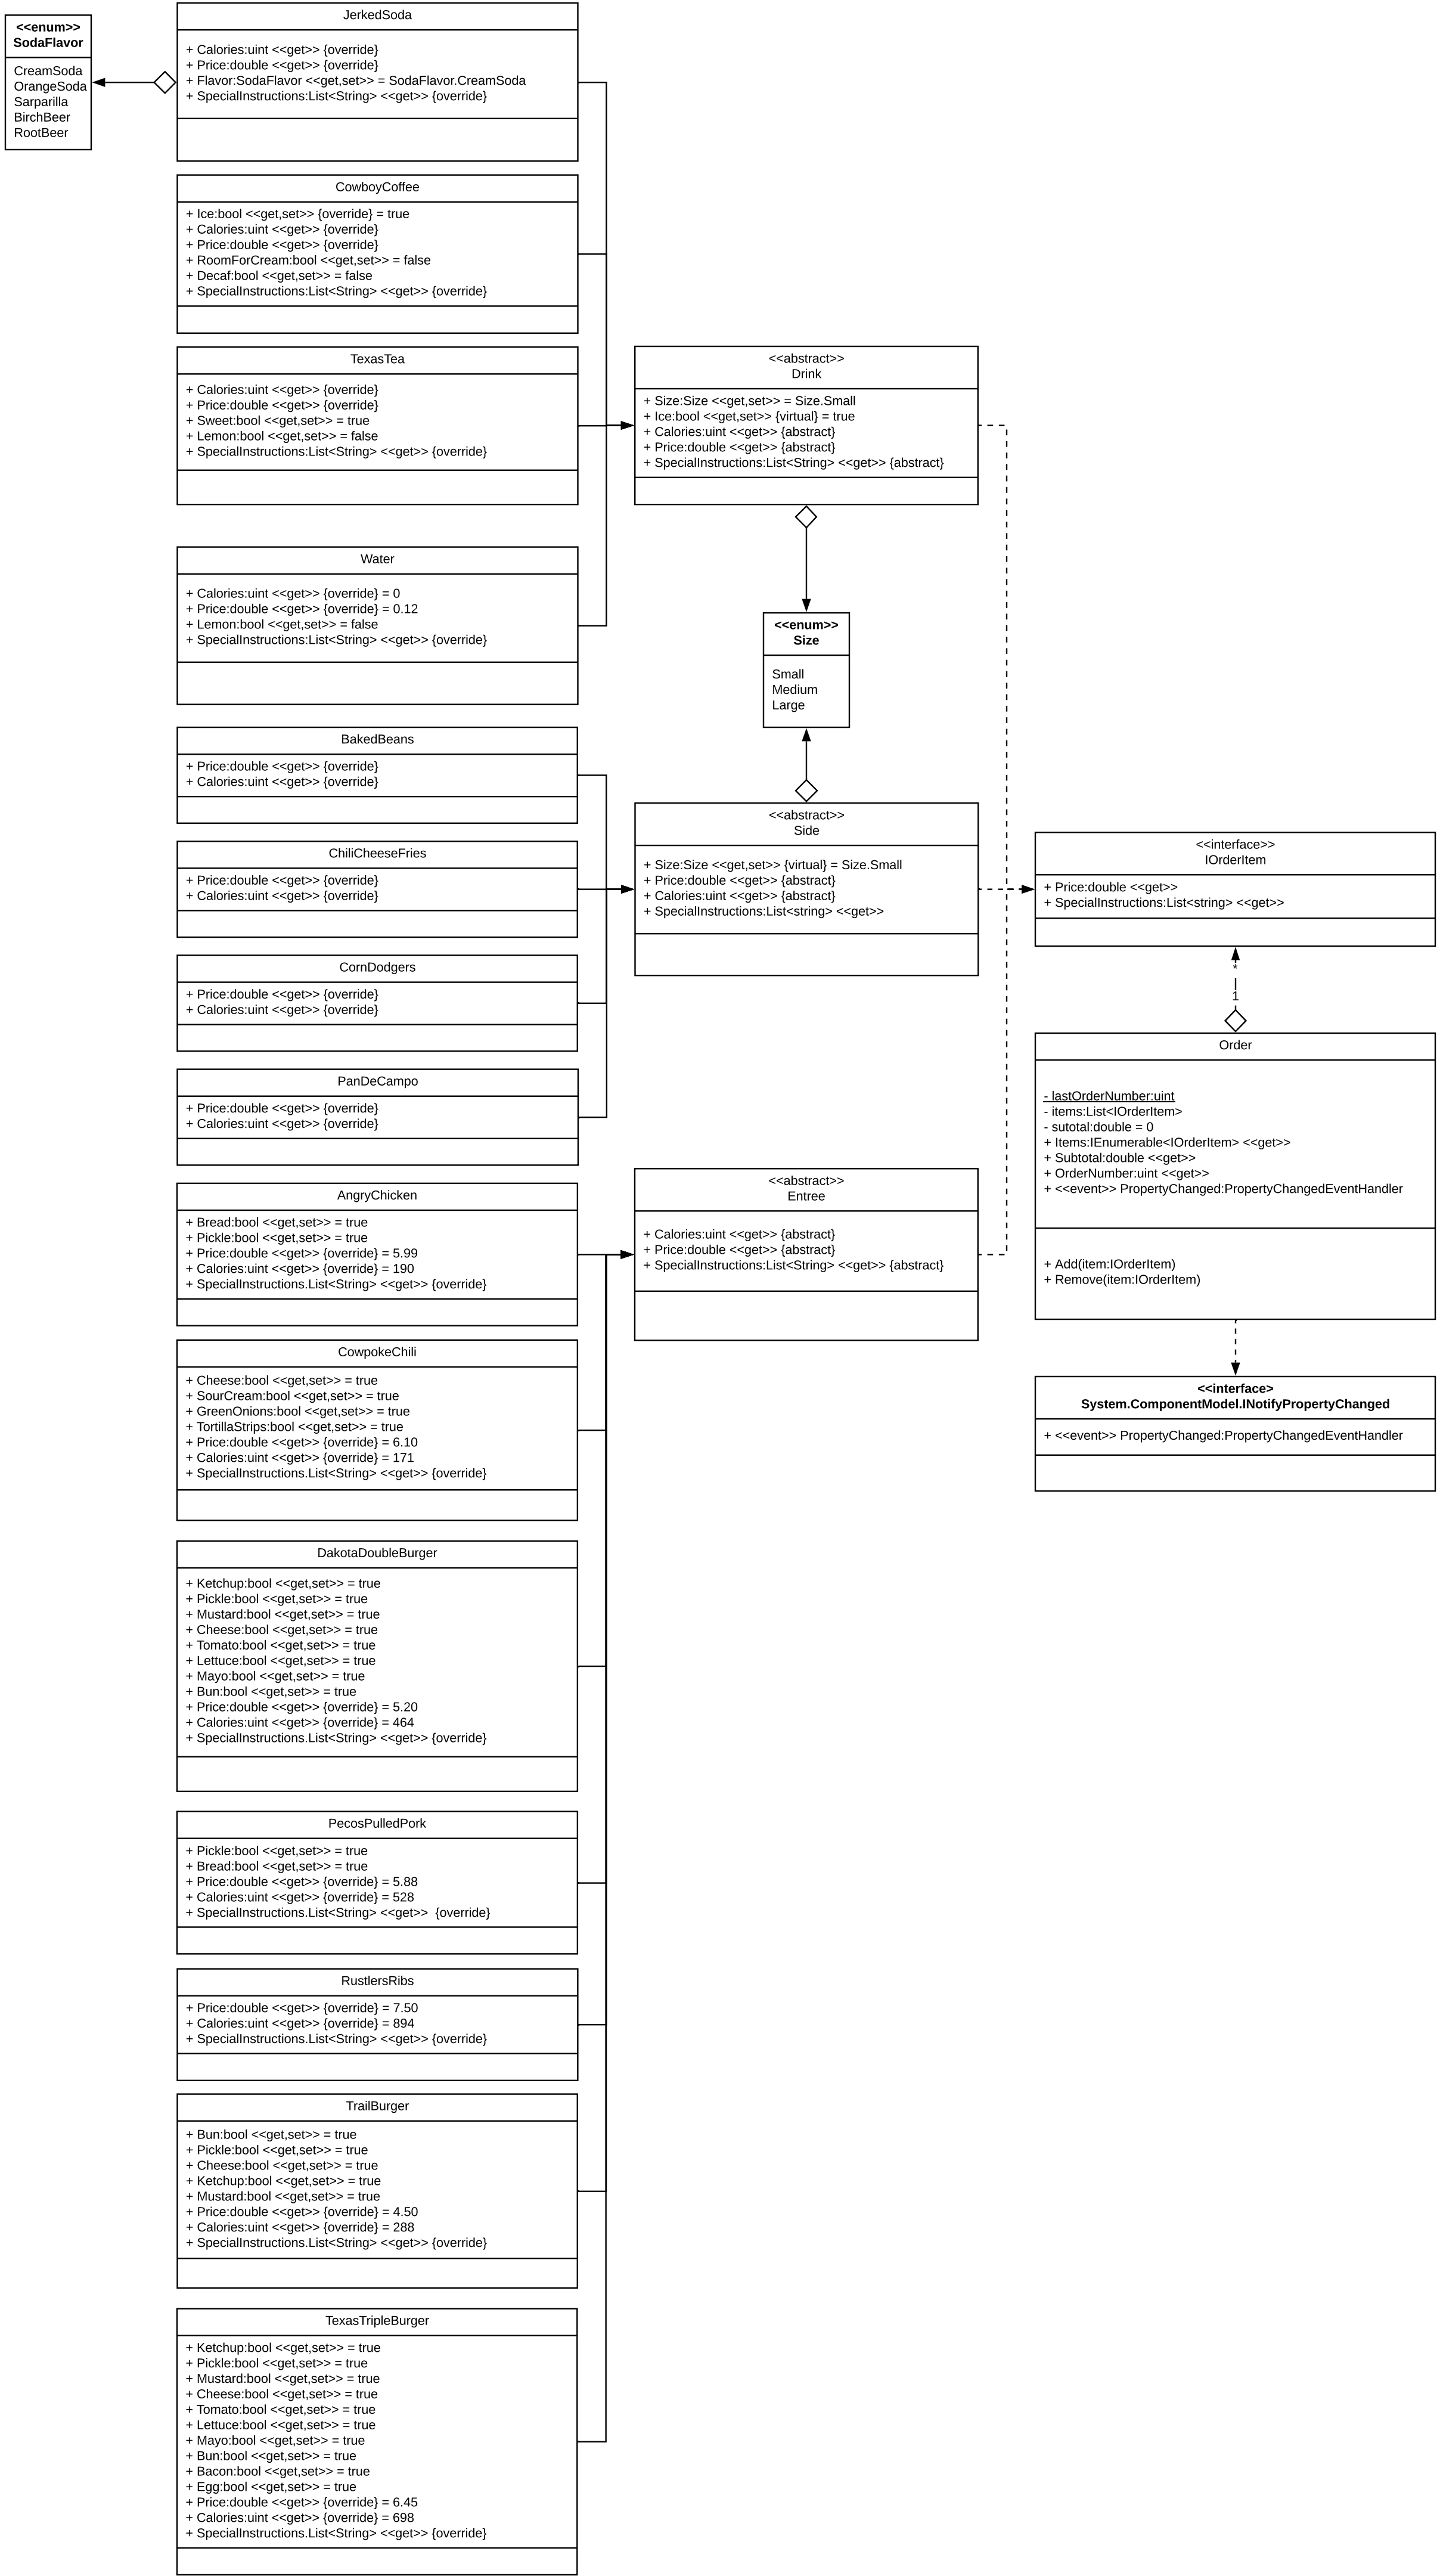 <<enum>>
SodaFlavor
CreamSoda
OrangeSoda
Sarparilla
BirchBeer
RootBeer
JerkedSoda
+ Calories:uint <<get>> {override}
+ Price:double <<get>> {override}
+ Flavor:SodaFlavor <<get,set>> = SodaFlavor.CreamSoda
+ SpecialInstructions:List<String> <<get>> {override}
CowboyCoffee
+ Ice:bool <<get,set>> {override} = true
+ Calories:uint <<get>> {override}
+ Price:double <<get>> {override}
+ RoomForCream:bool <<get,set>> = false
+ Decaf:bool <<get,set>> = false
+ SpecialInstructions:List<String> <<get>> {override}
TexasTea
+ Calories:uint <<get>> {override}
+ Price:double <<get>> {override}
+ Sweet:bool <<get,set>> = true
+ Lemon:bool <<get,set>> = false
+ SpecialInstructions:List<String> <<get>> {override}
<<abstract>>
Drink
+ Size:Size <<get,set>> = Size.Small
+ Ice:bool <<get,set>> {virtual} = true
+ Calories:uint <<get>> {abstract}
+ Price:double <<get>> {abstract}
+ SpecialInstructions:List<String> <<get>> {abstract}
Water
+ Calories:uint <<get>> {override} = 0
+ Price:double <<get>> {override} = 0.12
+ Lemon:bool <<get,set>> = false
+ SpecialInstructions:List<String> <<get>> {override}
<<enum>>
Size
Small
Medium
Large
BakedBeans
+ Price:double <<get>> {override}
+ Calories:uint <<get>> {override}
ChiliCheeseFries
+ Price:double <<get>> {override}
+ Calories:uint <<get>> {override}
<<abstract>>
Side
+ Size:Size <<get,set>> {virtual} = Size.Small
+ Price:double <<get>> {abstract}
+ Calories:uint <<get>> {abstract}
+ SpecialInstructions:List<string> <<get>>
<<interface>>
IOrderItem
+ Price:double <<get>>
+ SpecialInstructions:List<string> <<get>>
*
1
CornDodgers
+ Price:double <<get>> {override}
+ Calories:uint <<get>> {override}
PanDeCampo
+ Price:double <<get>> {override}
+ Calories:uint <<get>> {override}
Order
- lastOrderNumber:uint
- items:List<IOrderItem>
- sutotal:double = 0
+ Items:IEnumerable<IOrderItem> <<get>>
+ Subtotal:double <<get>>
+ OrderNumber:uint <<get>>
+ <<event>> PropertyChanged:PropertyChangedEventHandler
+ Add(item:IOrderItem)
+ Remove(item:IOrderItem)
AngryChicken
+ Bread:bool <<get,set>> = true
+ Pickle:bool <<get,set>> = true
+ Price:double <<get>> {override} = 5.99
+ Calories:uint <<get>> {override} = 190
+ SpecialInstructions.List<String> <<get>> {override}
<<abstract>>
Entree
+ Calories:uint <<get>> {abstract}
+ Price:double <<get>> {abstract}
+ SpecialInstructions:List<String> <<get>> {abstract}
CowpokeChili
+ Cheese:bool <<get,set>> = true
+ SourCream:bool <<get,set>> = true
+ GreenOnions:bool <<get,set>> = true
+ TortillaStrips:bool <<get,set>> = true
+ Price:double <<get>> {override} = 6.10
+ Calories:uint <<get>> {override} = 171
+ SpecialInstructions.List<String> <<get>> {override}
<<interface>
System.ComponentModel.INotifyPropertyChanged
+ <<event>> PropertyChanged:PropertyChangedEventHandler
DakotaDoubleBurger
+ Ketchup:bool <<get,set>> = true
+ Pickle:bool <<get,set>> = true
+ Mustard:bool <<get,set>> = true
+ Cheese:bool <<get,set>> = true
+ Tomato:bool <<get,set>> = true
+ Lettuce:bool <<get,set>> = true
+ Mayo:bool <<get,set>> = true
+ Bun:bool <<get,set>> = true
+ Price:double <<get>> {override} = 5.20
+ Calories:uint <<get>> {override} = 464
+ SpecialInstructions.List<String> <<get>> {override}
PecosPulledPork
+ Pickle:bool <<get,set>> = true
+ Bread:bool <<get,set>> = true
+ Price:double <<get>> {override} = 5.88
+ Calories:uint <<get>> {override} = 528
+ SpecialInstructions.List<String> <<get>>  {override}
RustlersRibs
+ Price:double <<get>> {override} = 7.50
+ Calories:uint <<get>> {override} = 894
+ SpecialInstructions.List<String> <<get>> {override}
TrailBurger
+ Bun:bool <<get,set>> = true
+ Pickle:bool <<get,set>> = true
+ Cheese:bool <<get,set>> = true
+ Ketchup:bool <<get,set>> = true
+ Mustard:bool <<get,set>> = true
+ Price:double <<get>> {override} = 4.50
+ Calories:uint <<get>> {override} = 288
+ SpecialInstructions.List<String> <<get>> {override}
TexasTripleBurger
+ Ketchup:bool <<get,set>> = true
+ Pickle:bool <<get,set>> = true
+ Mustard:bool <<get,set>> = true
+ Cheese:bool <<get,set>> = true
+ Tomato:bool <<get,set>> = true
+ Lettuce:bool <<get,set>> = true
+ Mayo:bool <<get,set>> = true
+ Bun:bool <<get,set>> = true
+ Bacon:bool <<get,set>> = true
+ Egg:bool <<get,set>> = true
+ Price:double <<get>> {override} = 6.45
+ Calories:uint <<get>> {override} = 698
+ SpecialInstructions.List<String> <<get>> {override}